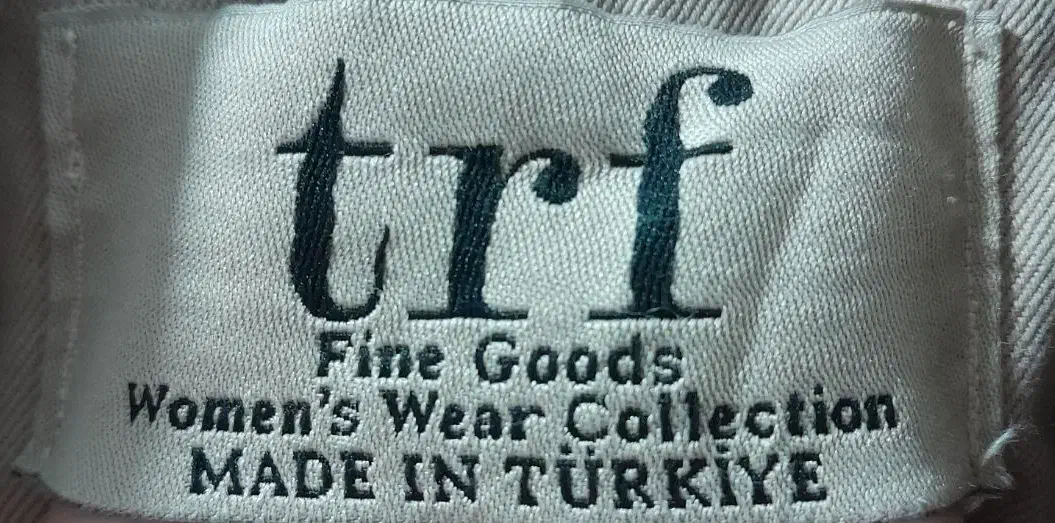 trf
Fine Goods
Women's Wear Collection
MADE IN TÜRKİYE